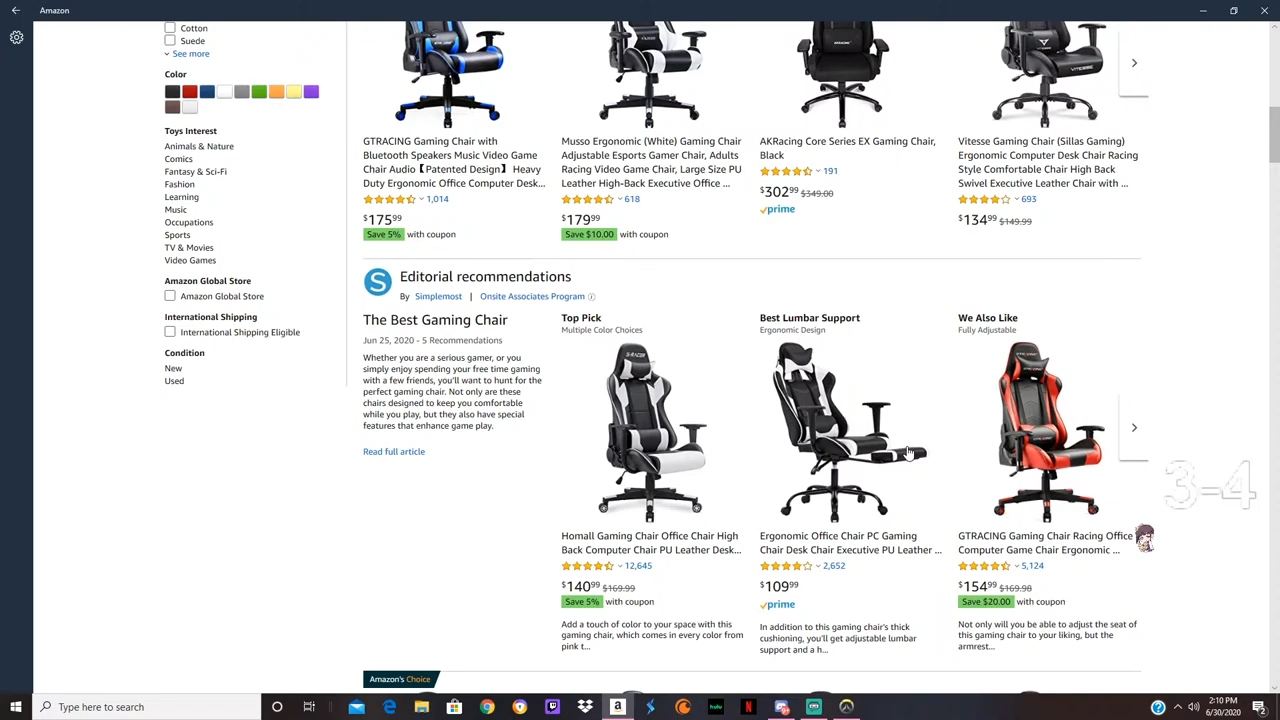 Amazon
Cotton
Suede
See more
Color
Toys Interest
Animals & Nature
Comics
Fantasy & Sci-Fi
Fashion
Learning
Music
Occupations
Sports
TV & Movies
Video Games
Amazon Global Store
Amazon Global Store
International Shipping
International Shipping Eligible
Condition
New
Used
GTRACING Gaming Chair with
Bluetooth Speakers Music Video Game
Chair Audio【Patented Design】 Heavy
Duty Ergonomic Office Computer Desk...
1,014
$175.99
Save 5% with coupon
Musso Ergonomic (White) Gaming Chair
Adjustable Esports Gamer Chair, Adults
Racing Video Game Chair, Large Size PU
Leather High-Back Executive Office ...
618
$179.99
Save $10.00 with coupon
AKRacing Core Series EX Gaming Chair,
Black
191
$302.99 $349.00
prime
Vitesse Gaming Chair (Sillas Gaming)
Ergonomic Computer Desk Chair Racing
Style Comfortable Chair High Back
Swivel Executive Leather Chair with ...
693
$134.99 $149.99
S
Editorial recommendations
By Simplemost | Onsite Associates Program
The Best Gaming Chair
Jun 25, 2020 - 5 Recommendations
Whether you are a serious gamer, or you
simply enjoy spending your free time gaming
with a few friends, you'll want to hunt for the
perfect gaming chair. Not only are these
chairs designed to keep you comfortable
while you play, but they also have special
features that enhance game play.
Read full article
Top Pick
Multiple Color Choices
S-RACER
Homall Gaming Chair Office Chair High
Back Computer Chair PU Leather Desk...
12,645
$140.99 $169.99
Save 5% with coupon
Add a touch of color to your space with this
gaming chair, which comes in every color from
pink t...
Best Lumbar Support
Ergonomic Design
Ergonomic Office Chair PC Gaming
Chair Desk Chair Executive PU Leather ...
2,652
$109.99
prime
In addition to this gaming chair's thick
cushioning, you'll get adjustable lumbar
support and a h...
We Also Like
Fully Adjustable
GTRACING Gaming Chair Racing Office
Computer Game Chair Ergonomic ...
5,124
$154.99 $169.98
Save $20.00 with coupon
Not only will you be able to adjust the seat of
this gaming chair to your liking, but the
armrest...
3-4
Amazon's Choice
Type here to search
hulu
2:10 PM
6/30/2020